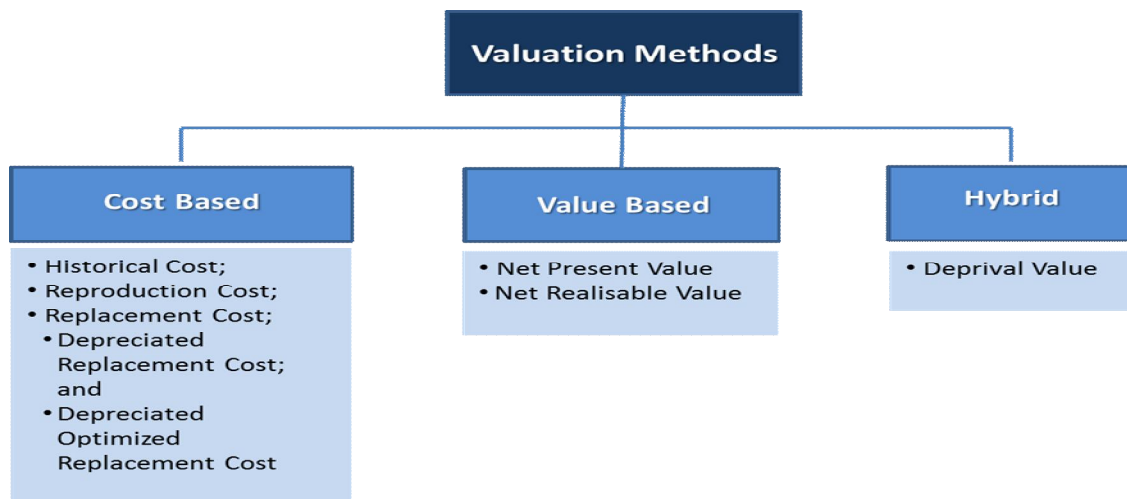 Valuation Methods
Cost Based
• Historical Cost;
• Reproduction Cost;
• Replacement Cost;
• Depreciated
Replacement Cost;
and
• Depreciated
Optimized
Replacement Cost
Value Based
• Net Present Value
• Net Realisable Value
Hybrid
• Deprival Value